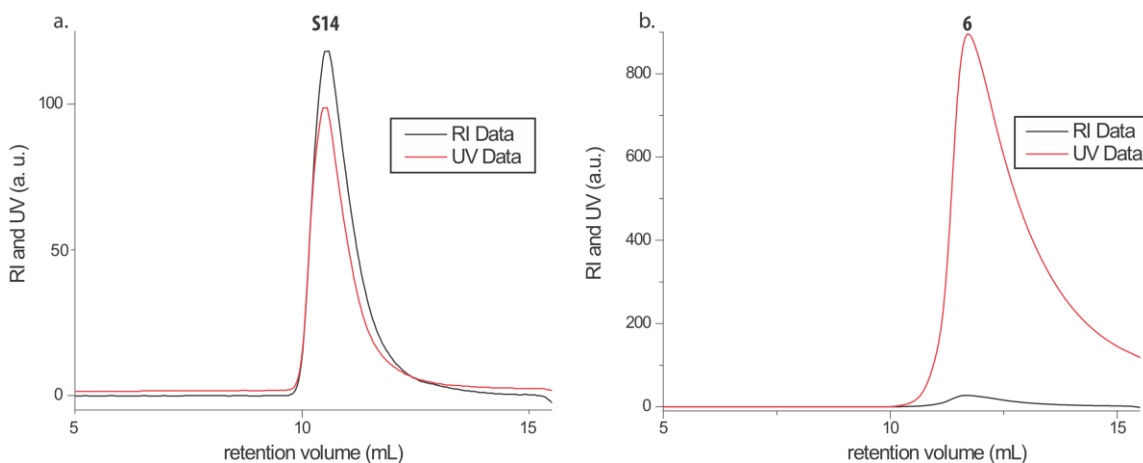 a.
S14
RI and UV (a. u.)
100
50
0
5
10
15
retention volume (mL)
RI Data
UV Data
b.
6
RI and UV (a.u.)
800
600
400
200
0
5
10
15
retention volume (mL)
RI Data
UV Data